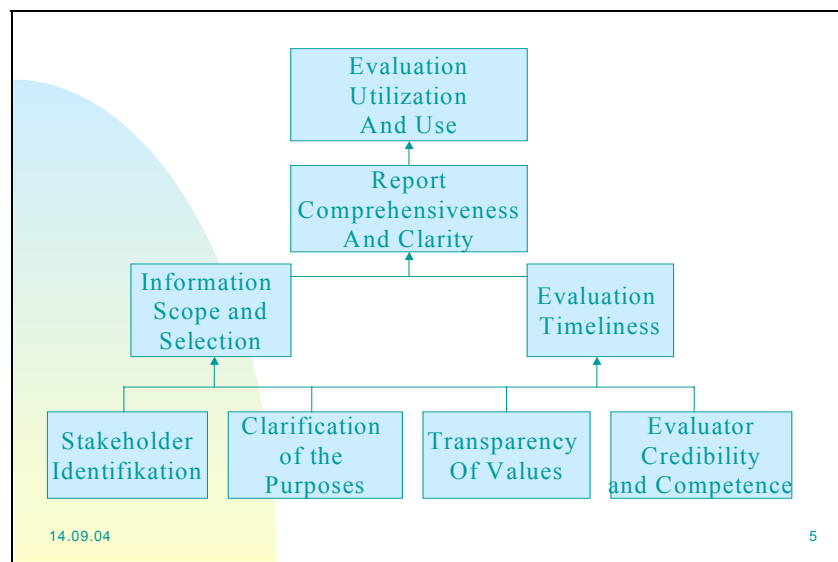 Evaluation
Utilization
And Use
Report
Comprehensiveness
And Clarity
Information
Scope and
Selection
Evaluation
Timeliness
Stakeholder
Identifikation
Clarification
of the
Purposes
Transparency
Of Values
Evaluator
Credibility
and Competence
14.09.04
5